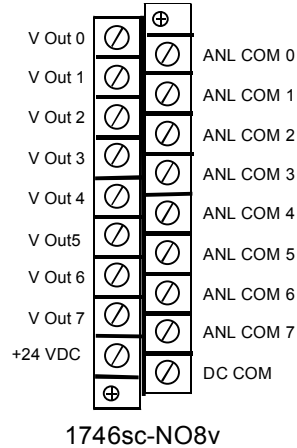 V Out 0
ANL COM 0
V Out 1
ANL COM 1
V Out 2
ANL COM 2
V Out 3
ANL COM 3
V Out 4
ANL COM 4
V Out5
ANL COM 5
V Out 6
ANL COM 6
V Out 7
ANL COM 7
+24 VDC
DC COM
1746sc-NO8v